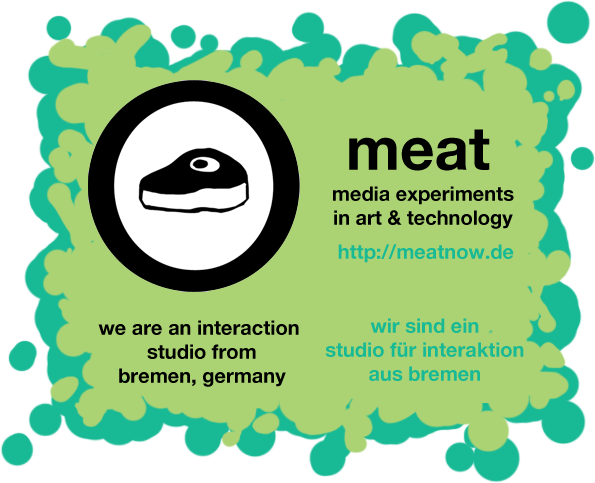 meat
media experiments
in art & technology
http://meatnow.de
we are an interaction
studio from
bremen, germany
wir sind ein
studio für interaktion
aus bremen